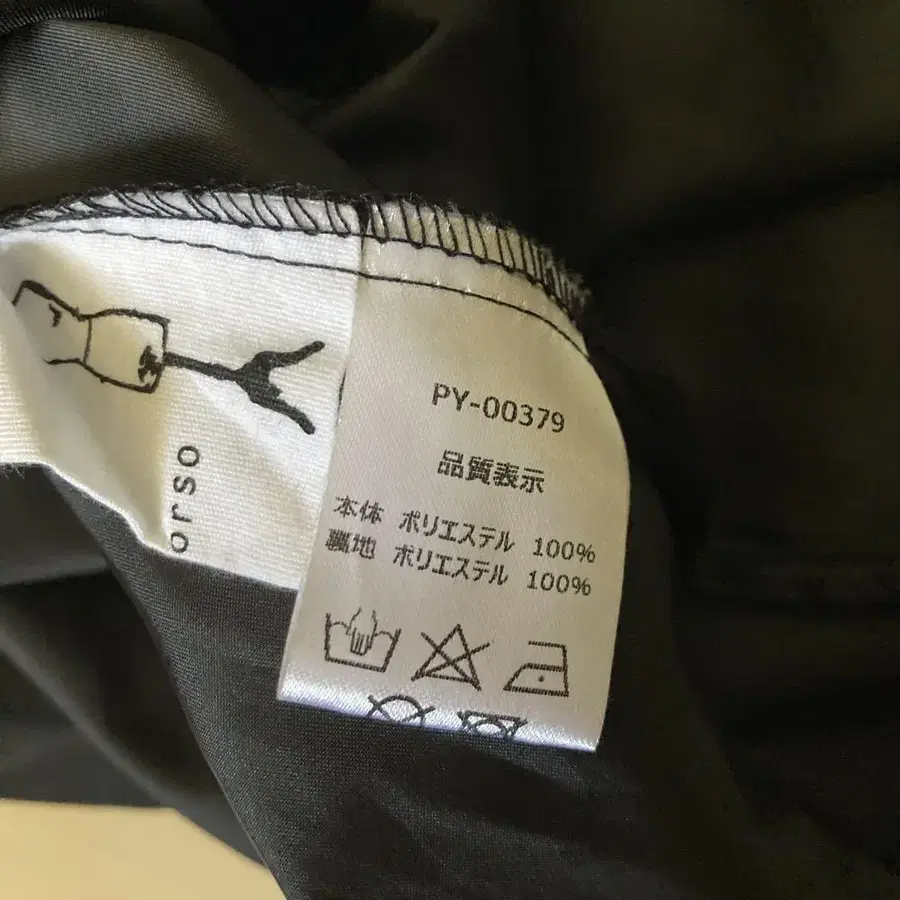 PY-00379
品質表示
本体 ポリエステル 100%
裏地 ポリエステル 100%
orso